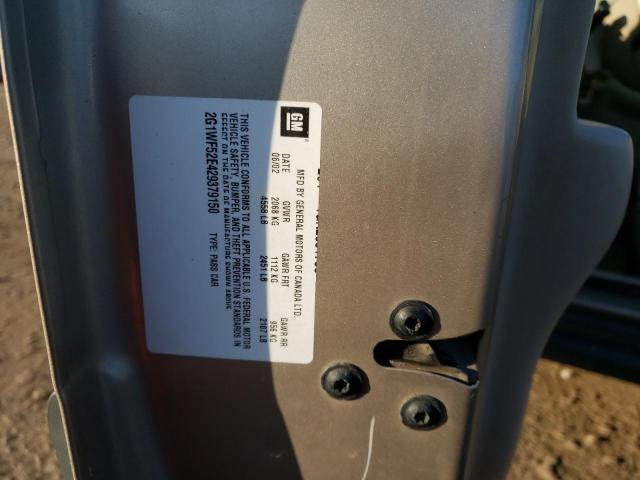 GM
MFD BY GENERAL MOTORS OF CANADA LTD.
DATE GVWR GAWR FRT GAWR RR
06/02 2068 KG 1112 KG 956 KG
4558 LB 2451 LB 2107 LB
THIS VEHICLE CONFORMS TO ALL APPLICABLE U.S. FEDERAL MOTOR
VEHICLE SAFETY, BUMPER, AND THEFT PREVENTION STANDARDS IN
EFFECT ON THE DATE OF MANUFACTURE SHOWN ABOVE.
2G1WF52E429379150 TYPE: PASS CAR